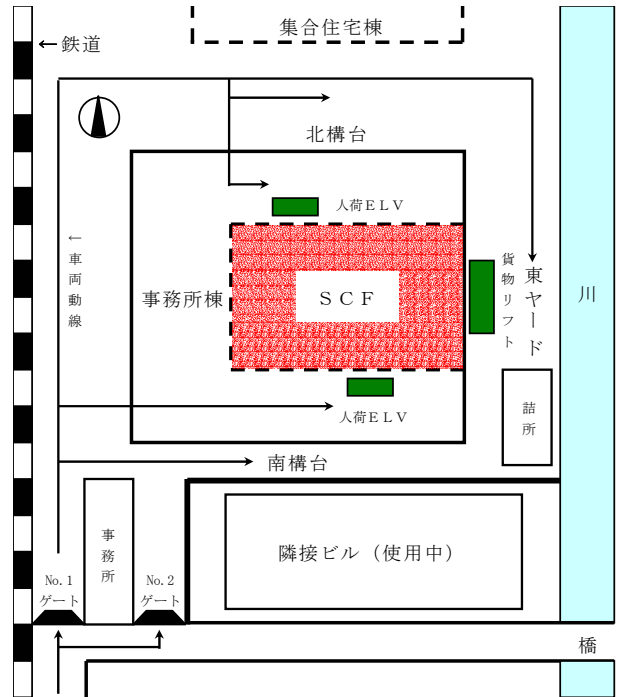 集合住宅棟
←鉄道
北構台
人荷ＥＬＶ
←車両動線
事務所棟
ＳＣＦ
貨物リフト
東ヤード
川
人荷ＥＬＶ
詰所
南構台
事務所
隣接ビル（使用中）
No.1
ゲート
No.2
ゲート
橋